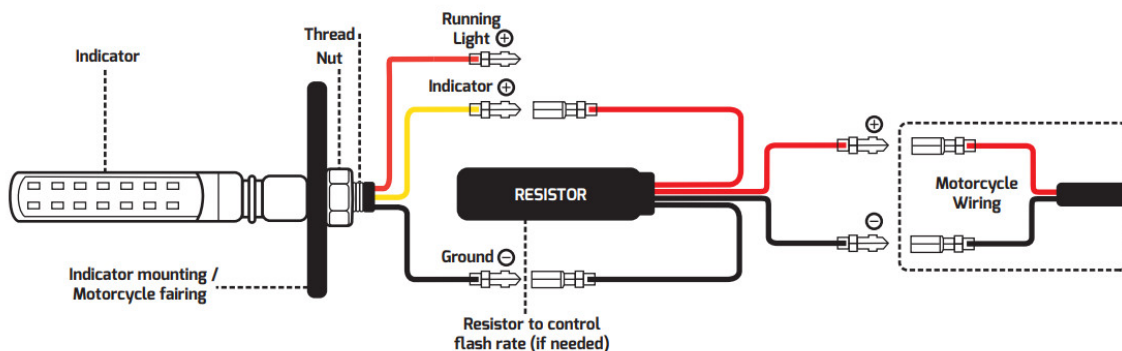 Indicator
Thread
Nut
Running
Light +
Indicator +
RESISTOR
Ground −
+
−
Motorcycle
Wiring
Indicator mounting /
Motorcycle fairing
Resistor to control
flash rate (if needed)